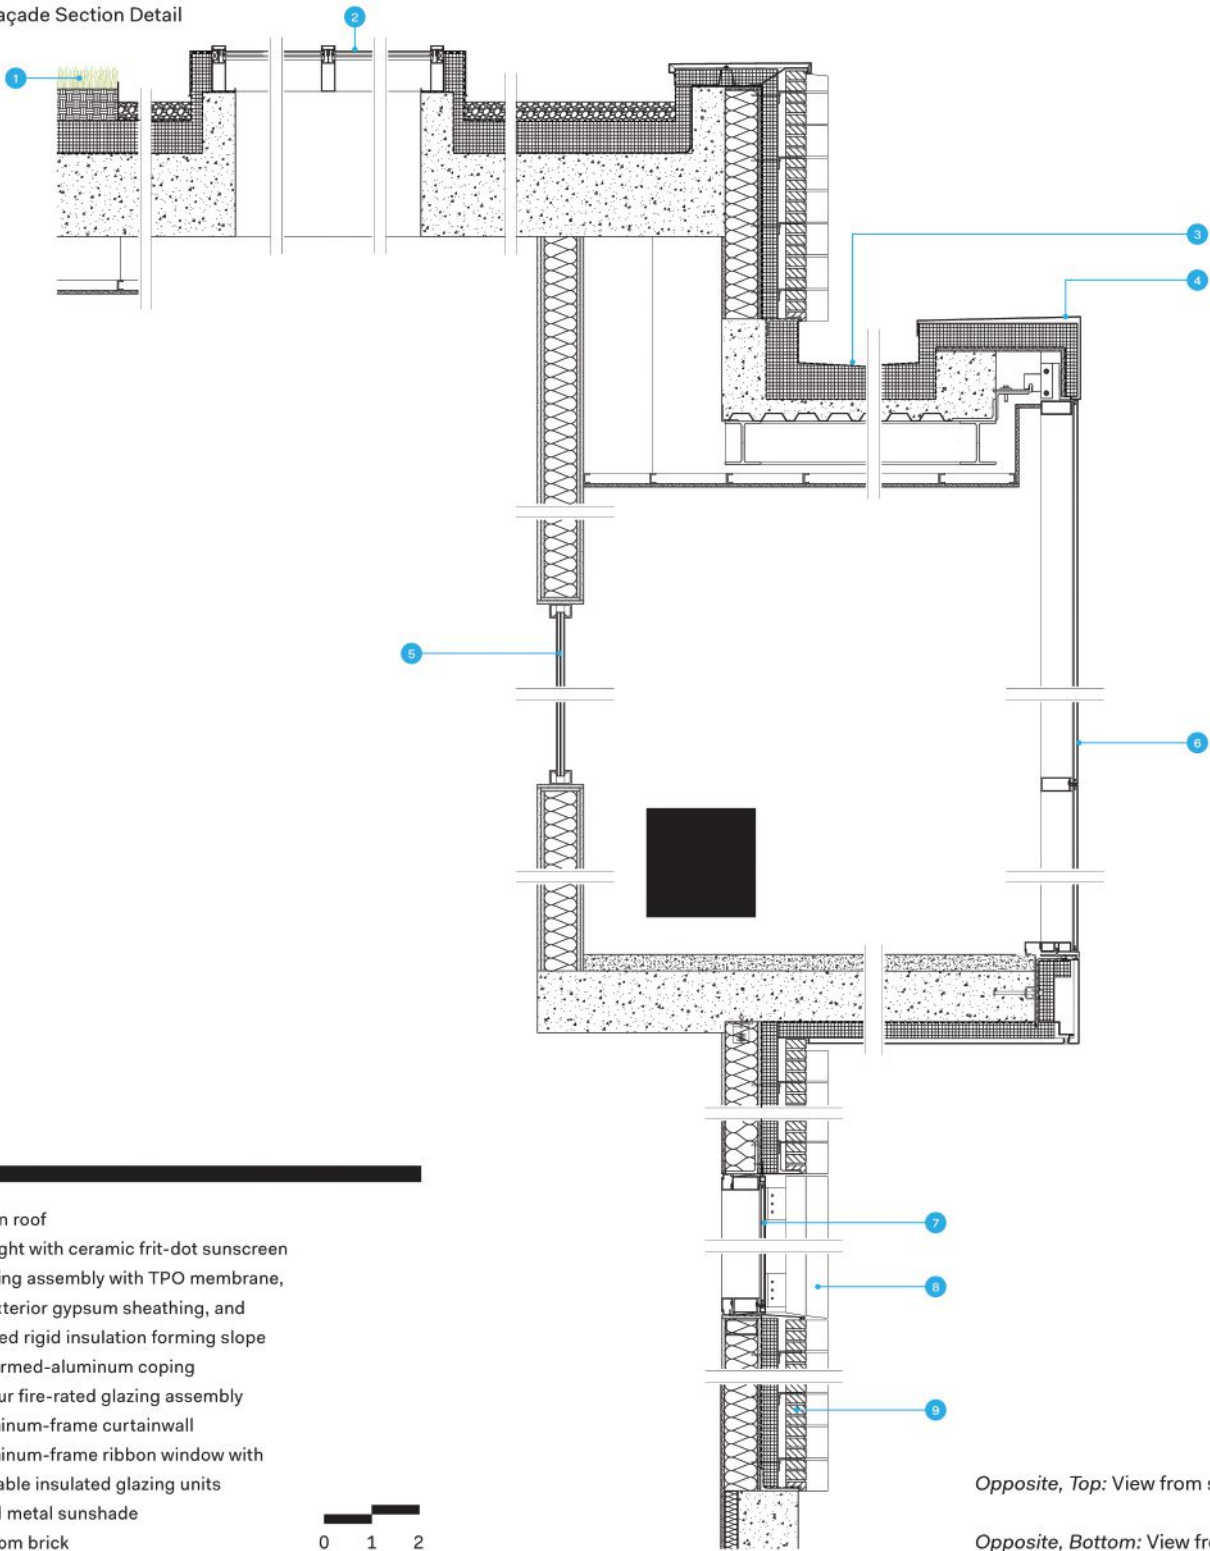 açade Section Detail
2
1
3
4
5
6
7
8
9
n roof
ght with ceramic frit-dot sunscreen
ing assembly with TPO membrane,
terior gypsum sheathing, and
ed rigid insulation forming slope
rmed-aluminum coping
ur fire-rated glazing assembly
inum-frame curtainwall
inum-frame ribbon window with
able insulated glazing units
l metal sunshade
om brick
0 1 2
Opposite, Top: View from s
Opposite, Bottom: View fr